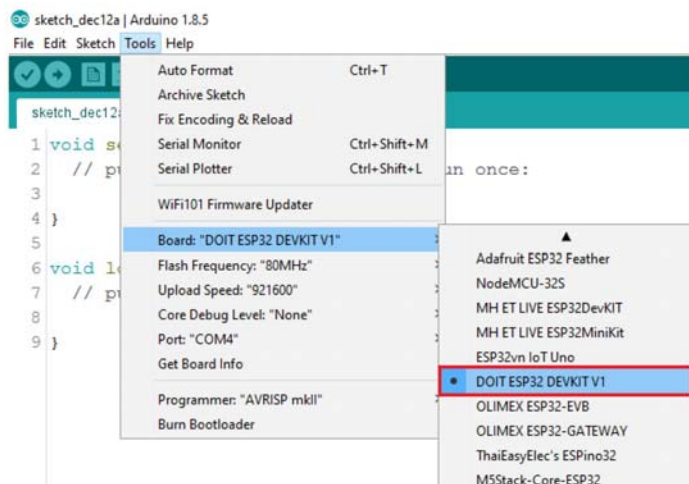 sketch_dec12a | Arduino 1.8.5
File Edit Sketch Tools Help
sketch_dec12
Auto Format Ctrl+T
Archive Sketch
Fix Encoding & Reload
Serial Monitor Ctrl+Shift+M
Serial Plotter Ctrl+Shift+L
WiFi101 Firmware Updater
Board: "DOIT ESP32 DEVKIT V1"
Flash Frequency: "80MHz"
Upload Speed: "921600"
Core Debug Level: "None"
Port: "COM4"
Get Board Info
Programmer: "AVRISP mkII"
Burn Bootloader
1 void s
2 // p un once:
3
4 }
5
6 void l
7 // p
8
9 }
Adafruit ESP32 Feather
NodeMCU-32S
MH ET LIVE ESP32DevKIT
MH ET LIVE ESP32MiniKit
ESP32vn IoT Uno
DOIT ESP32 DEVKIT V1
OLIMEX ESP32-EVB
OLIMEX ESP32-GATEWAY
ThaiEasyElec's ESPino32
M5Stack-Core-ESP32